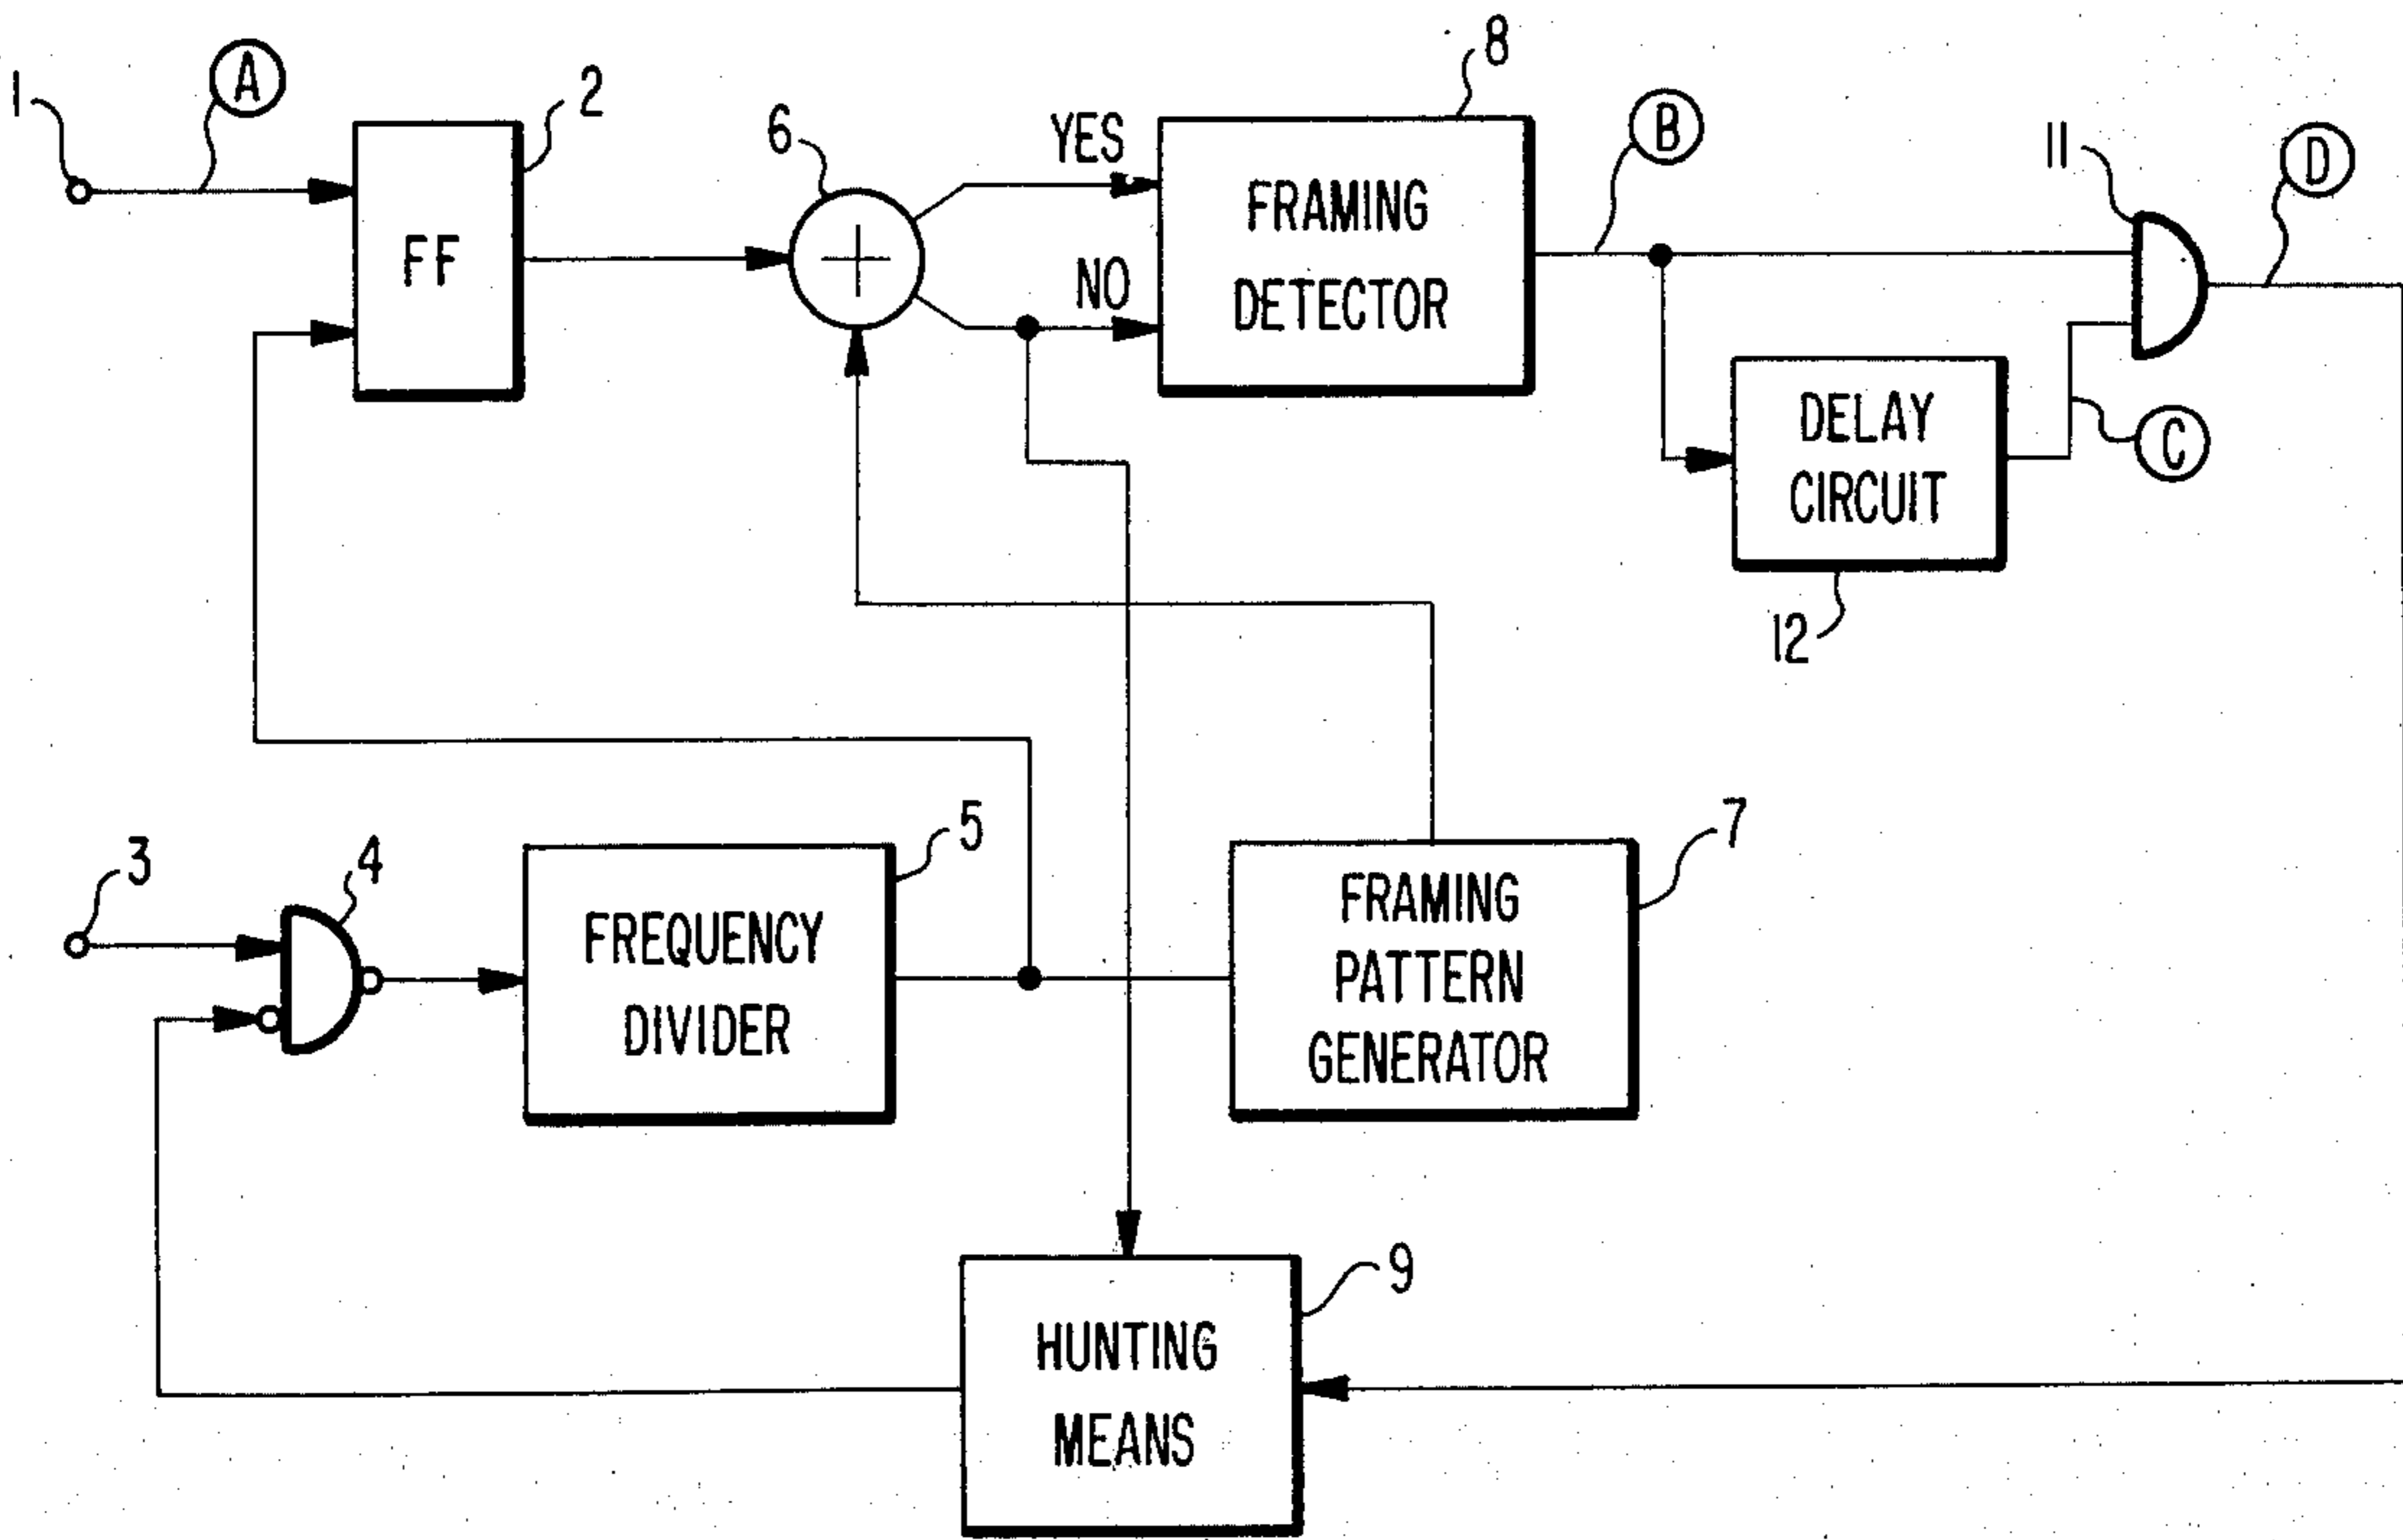 1
A
2
FF
6
YES
NO
8
FRAMING
DETECTOR
B
11
D
DELAY
CIRCUIT
C
12
3
4
5
FREQUENCY
DIVIDER
7
FRAMING
PATTERN
GENERATOR
9
HUNTING
MEANS